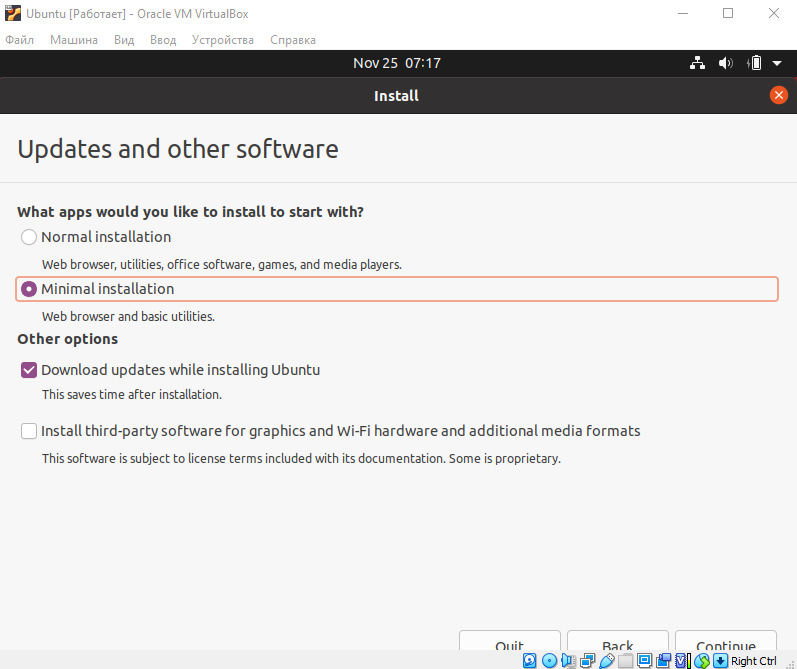 Ubuntu [Работает] - Oracle VM VirtualBox
Файл Машина Вид Ввод Устройства Справка
Nov 25 07:17
Install
Updates and other software
What apps would you like to install to start with?
Normal installation
Web browser, utilities, office software, games, and media players.
Minimal installation
Web browser and basic utilities.
Other options
Download updates while installing Ubuntu
This saves time after installation.
Install third-party software for graphics and Wi-Fi hardware and additional media formats
This software is subject to license terms included with its documentation. Some is proprietary.
Quit Back Continue
Right Ctrl